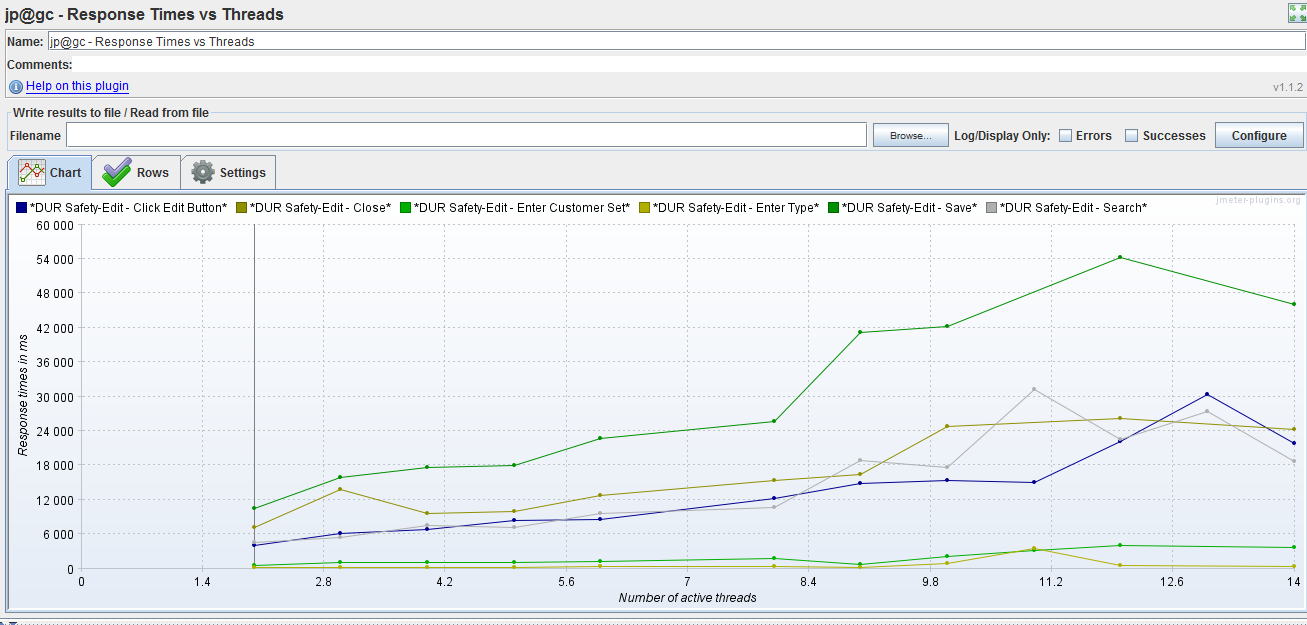 jp@gc - Response Times vs Threads
Name: jp@gc - Response Times vs Threads
Comments:
Help on this plugin
v1.1.2
Write results to file / Read from file
Filename Browse... Log/Display Only: Errors Successes Configure
Chart Rows Settings
*DUR Safety-Edit - Click Edit Button* *DUR Safety-Edit - Close* *DUR Safety-Edit - Enter Customer Set* *DUR Safety-Edit - Enter Type* *DUR Safety-Edit - Save* *DUR Safety-Edit - Search*
jmeter-plugins.org
60 000
54 000
48 000
42 000
36 000
30 000
24 000
18 000
12 000
6 000
0
Response times in ms
0 1.4 2.8 4.2 5.6 7 8.4 9.8 11.2 12.6 14
Number of active threads